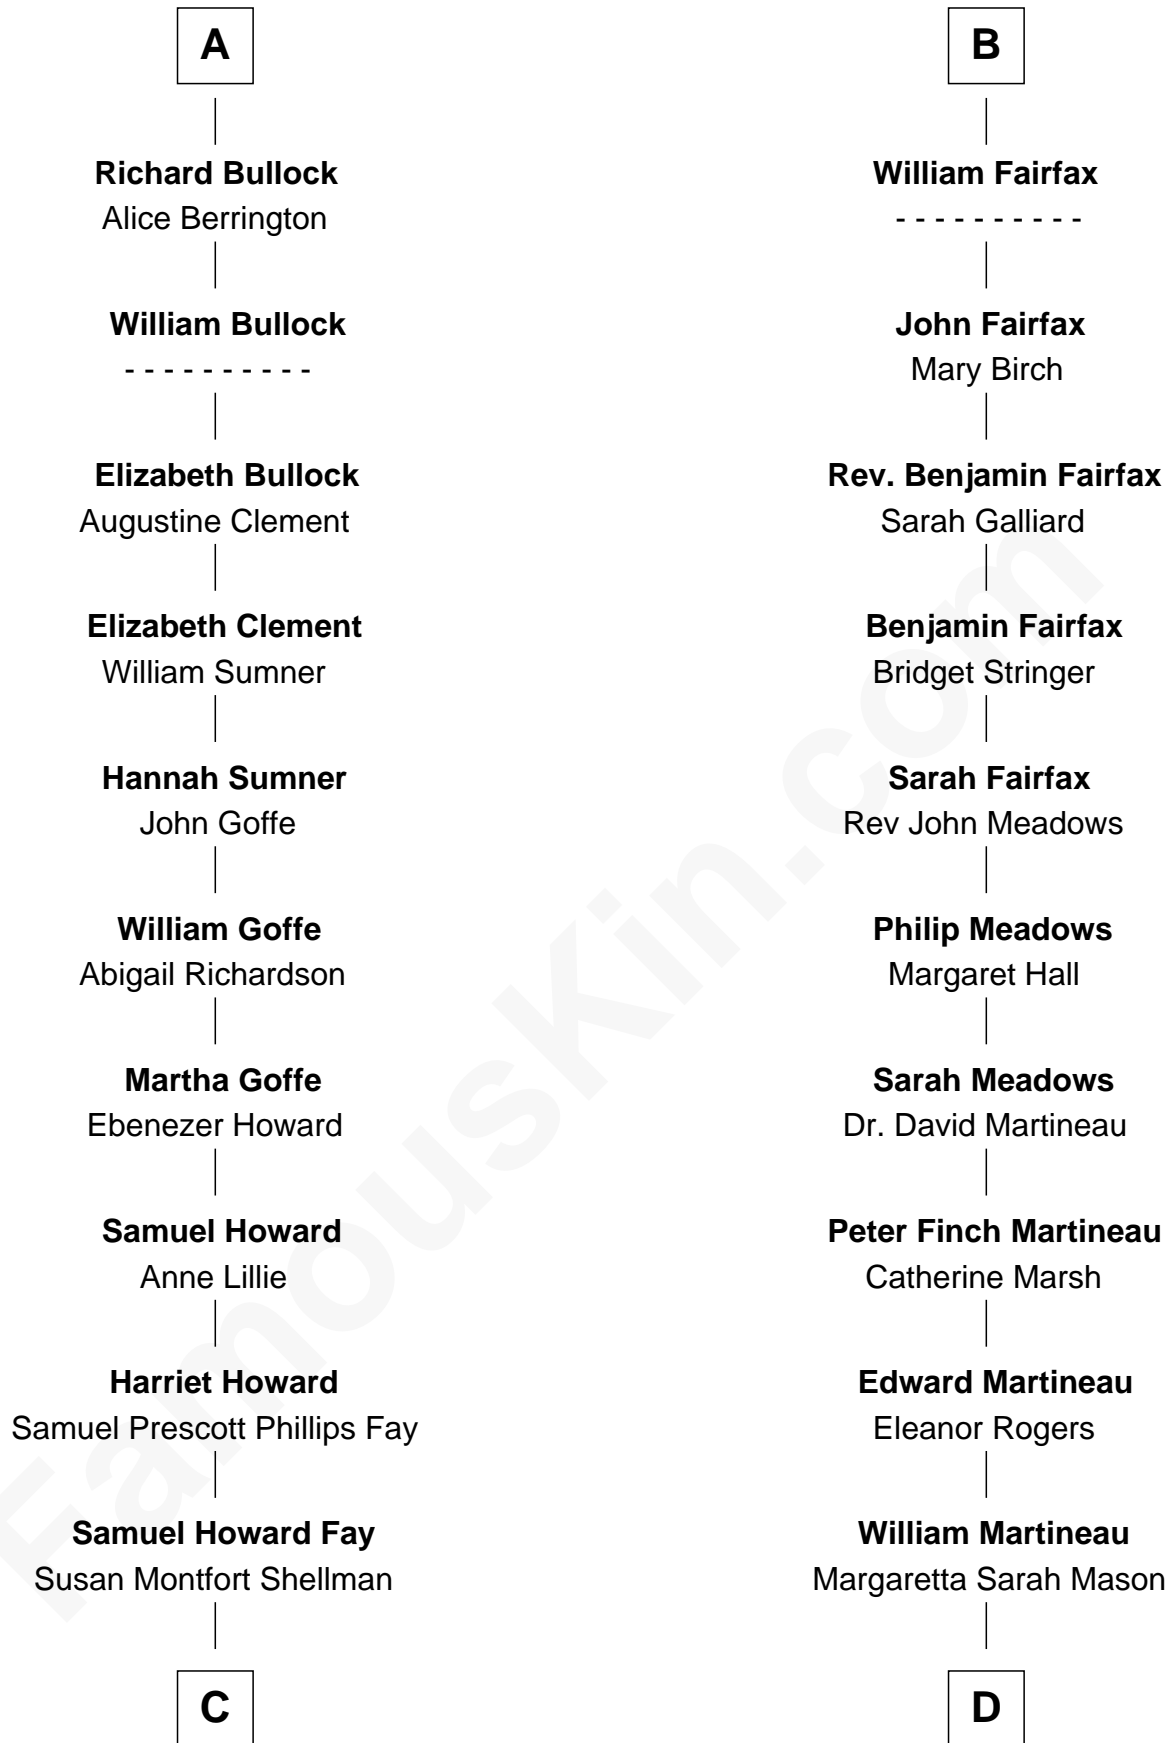 A
Richard Bullock
Alice Berrington
William Bullock
- - - - - - - - - -
Elizabeth Bullock
Augustine Clement
Elizabeth Clement
William Sumner
Hannah Sumner
John Goffe
William Goffe
Abigail Richardson
Martha Goffe
Ebenezer Howard
Samuel Howard
Anne Lillie
Harriet Howard
Samuel Prescott Phillips Fay
Samuel Howard Fay
Susan Montfort Shellman
C
B
William Fairfax
- - - - - - - - - -
John Fairfax
Mary Birch
Rev. Benjamin Fairfax
Sarah Galliard
Benjamin Fairfax
Bridget Stringer
Sarah Fairfax
Rev John Meadows
Philip Meadows
Margaret Hall
Sarah Meadows
Dr. David Martineau
Peter Finch Martineau
Catherine Marsh
Edward Martineau
Eleanor Rogers
William Martineau
Margaretta Sarah Mason
D
FamousKin.com